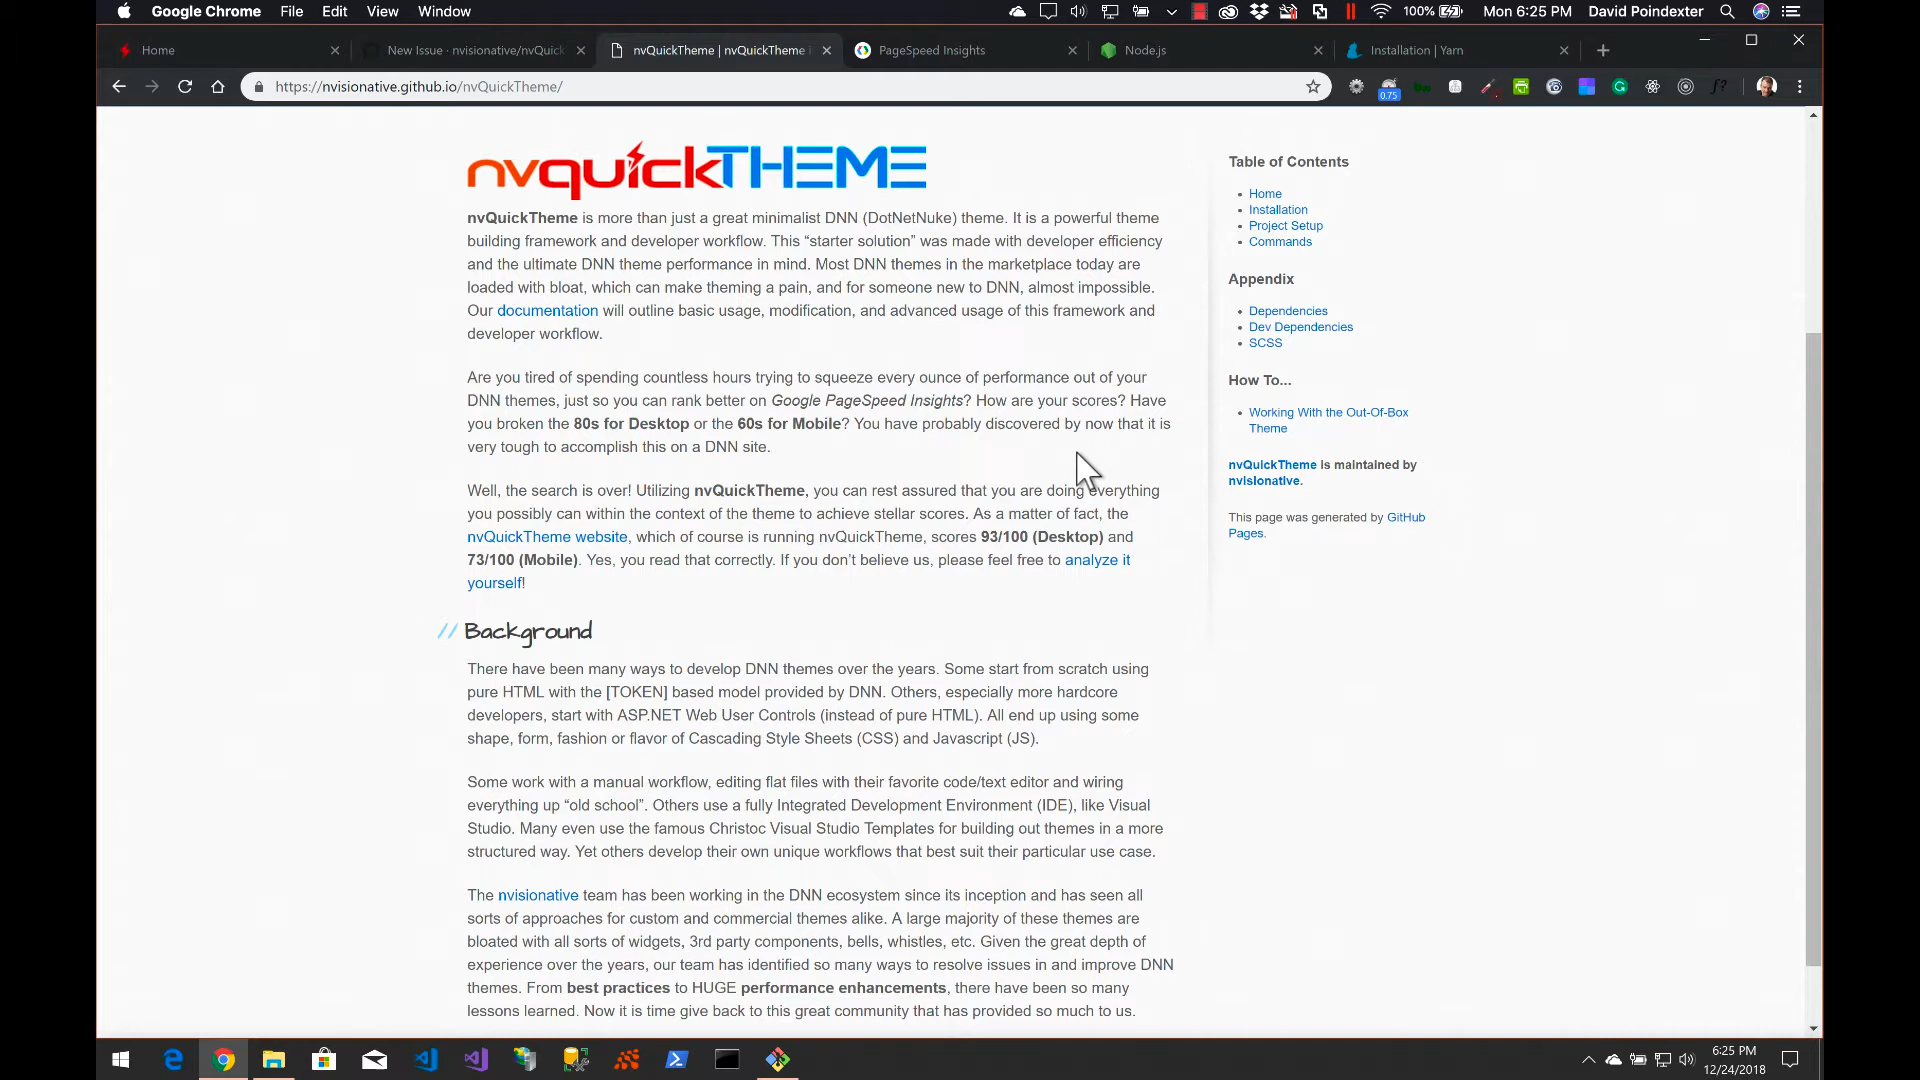 Google Chrome File Edit View Window 100% Mon 6:25 PM David Poindexter
Home New Issue · nvisionative/nvQuick nvQuickTheme | nvQuickTheme i PageSpeed Insights Node.js Installation | Yarn
https://nvisionative.github.io/nvQuickTheme/ 0.75 f?
nvquickTHEME
nvQuickTheme is more than just a great minimalist DNN (DotNetNuke) theme. It is a powerful theme
building framework and developer workflow. This “starter solution” was made with developer efficiency
and the ultimate DNN theme performance in mind. Most DNN themes in the marketplace today are
loaded with bloat, which can make theming a pain, and for someone new to DNN, almost impossible.
Our documentation will outline basic usage, modification, and advanced usage of this framework and
developer workflow.
Are you tired of spending countless hours trying to squeeze every ounce of performance out of your
DNN themes, just so you can rank better on Google PageSpeed Insights? How are your scores? Have
you broken the 80s for Desktop or the 60s for Mobile? You have probably discovered by now that it is
very tough to accomplish this on a DNN site.
Well, the search is over! Utilizing nvQuickTheme, you can rest assured that you are doing everything
you possibly can within the context of the theme to achieve stellar scores. As a matter of fact, the
nvQuickTheme website, which of course is running nvQuickTheme, scores 93/100 (Desktop) and
73/100 (Mobile). Yes, you read that correctly. If you don’t believe us, please feel free to analyze it
yourself!
// Background
There have been many ways to develop DNN themes over the years. Some start from scratch using
pure HTML with the [TOKEN] based model provided by DNN. Others, especially more hardcore
developers, start with ASP.NET Web User Controls (instead of pure HTML). All end up using some
shape, form, fashion or flavor of Cascading Style Sheets (CSS) and Javascript (JS).
Some work with a manual workflow, editing flat files with their favorite code/text editor and wiring
everything up “old school”. Others use a fully Integrated Development Environment (IDE), like Visual
Studio. Many even use the famous Christoc Visual Studio Templates for building out themes in a more
structured way. Yet others develop their own unique workflows that best suit their particular use case.
The nvisionative team has been working in the DNN ecosystem since its inception and has seen all
sorts of approaches for custom and commercial themes alike. A large majority of these themes are
bloated with all sorts of widgets, 3rd party components, bells, whistles, etc. Given the great depth of
experience over the years, our team has identified so many ways to resolve issues in and improve DNN
themes. From best practices to HUGE performance enhancements, there have been so many
lessons learned. Now it is time give back to this great community that has provided so much to us.
Table of Contents
Home
Installation
Project Setup
Commands
Appendix
Dependencies
Dev Dependencies
SCSS
How To...
Working With the Out-Of-Box
Theme
nvQuickTheme is maintained by
nvisionative.
This page was generated by GitHub
Pages.
6:25 PM
12/24/2018